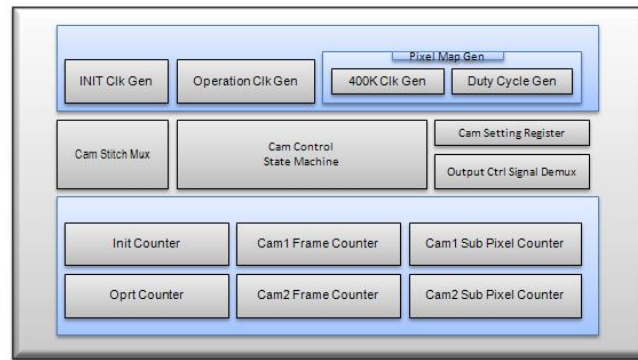 Pixel Map Gen
INIT Clk Gen
Operation Clk Gen
400K Clk Gen
Duty Cycle Gen
Cam Stitch Mux
Cam Control
State Machine
Cam Setting Register
Output Ctrl Signal Demux
Init Counter
Cam1 Frame Counter
Cam1 Sub Pixel Counter
Oprt Counter
Cam2 Frame Counter
Cam2 Sub Pixel Counter